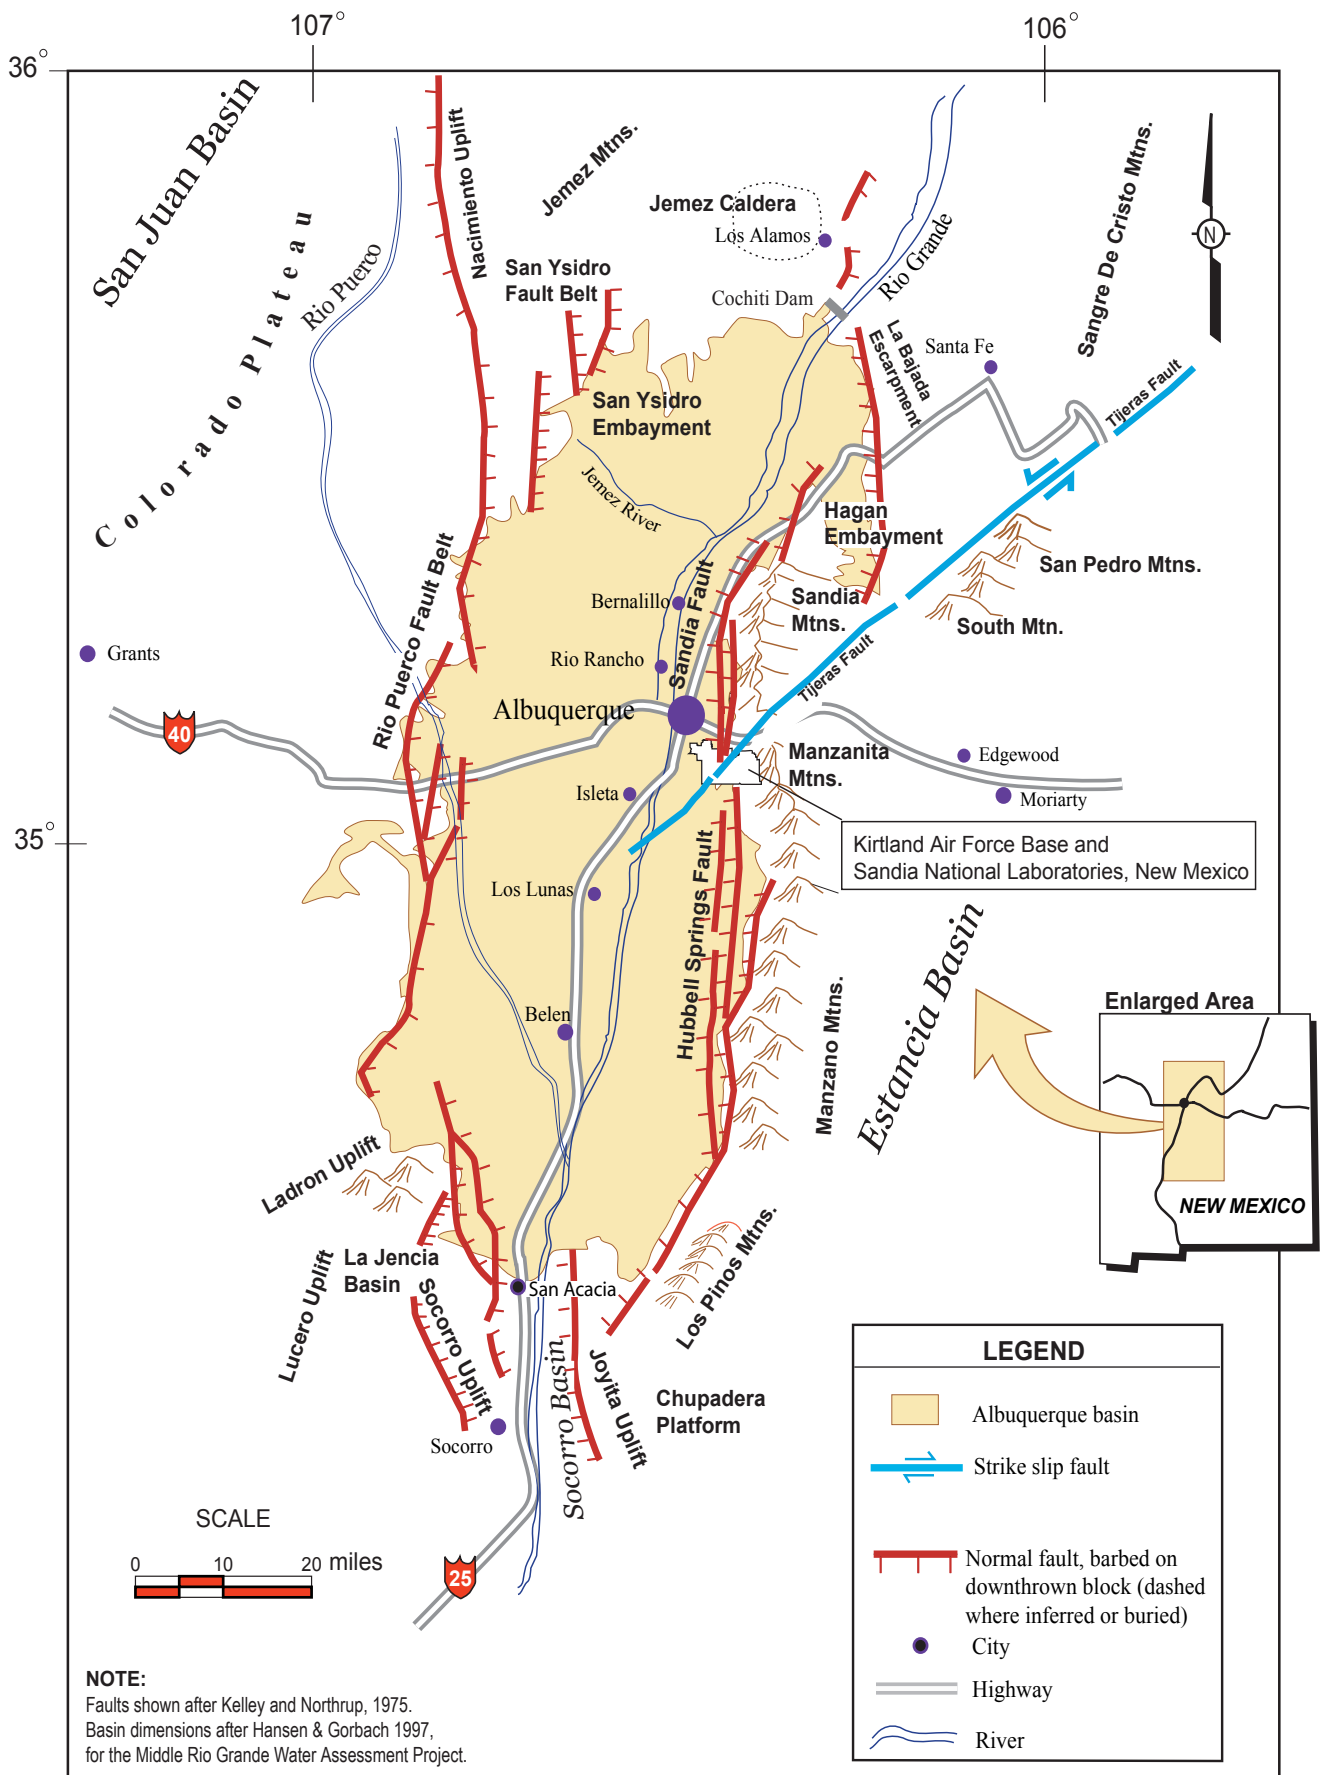 107°
106°
36°
San Juan Basin
Colorado Plateau
Rio Puerco
Nacimiento Uplift
Jemez Mtns.
Jemez Caldera
Los Alamos
Rio Grande
Sangre De Cristo Mtns.
N
San Ysidro
Fault Belt
Cochiti Dam
La Bajada
Escarpment
Santa Fe
Tijeras Fault
San Ysidro
Embayment
Jemez River
Hagan
Embayment
San Pedro Mtns.
South Mtn.
Rio Puerco Fault Belt
Bernalillo
Sandia Fault
Sandia
Mtns.
Grants
Rio Rancho
Tijeras Fault
Albuquerque
40
Manzanita
Mtns.
Edgewood
Moriarty
Isleta
35°
Kirtland Air Force Base and
Sandia National Laboratories, New Mexico
Los Lunas
Hubbell Springs Fault
Belen
Manzano Mtns.
Estancia Basin
Enlarged Area
NEW MEXICO
Ladron Uplift
La Jencia
Basin
Lucero Uplift
Socorro Uplift
San Acacia
Los Pinos Mtns.
Socorro Basin
Joyita Uplift
Chupadera
Platform
Socorro
25
SCALE
0 10 20 miles
LEGEND
Albuquerque basin
Strike slip fault
Normal fault, barbed on
downthrown block (dashed
where inferred or buried)
City
Highway
River
NOTE:
Faults shown after Kelley and Northrup, 1975.
Basin dimensions after Hansen & Gorbach 1997,
for the Middle Rio Grande Water Assessment Project.